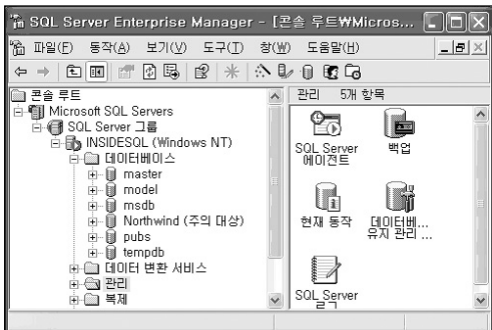 SQL Server Enterprise Manager - [콘솔 루트₩Micros...
파일(F) 동작(A) 보기(V) 도구(T) 창(W) 도움말(H)
콘솔 루트
Microsoft SQL Servers
SQL Server 그룹
INSIDESQL (Windows NT)
데이터베이스
master
model
msdb
Northwind (주의 대상)
pubs
tempdb
데이터 변환 서비스
관리
복제
관리 5개 항목
SQL Server
에이전트
백업
현재 동작
데이터베...
유지 관리 ...
SQL Server